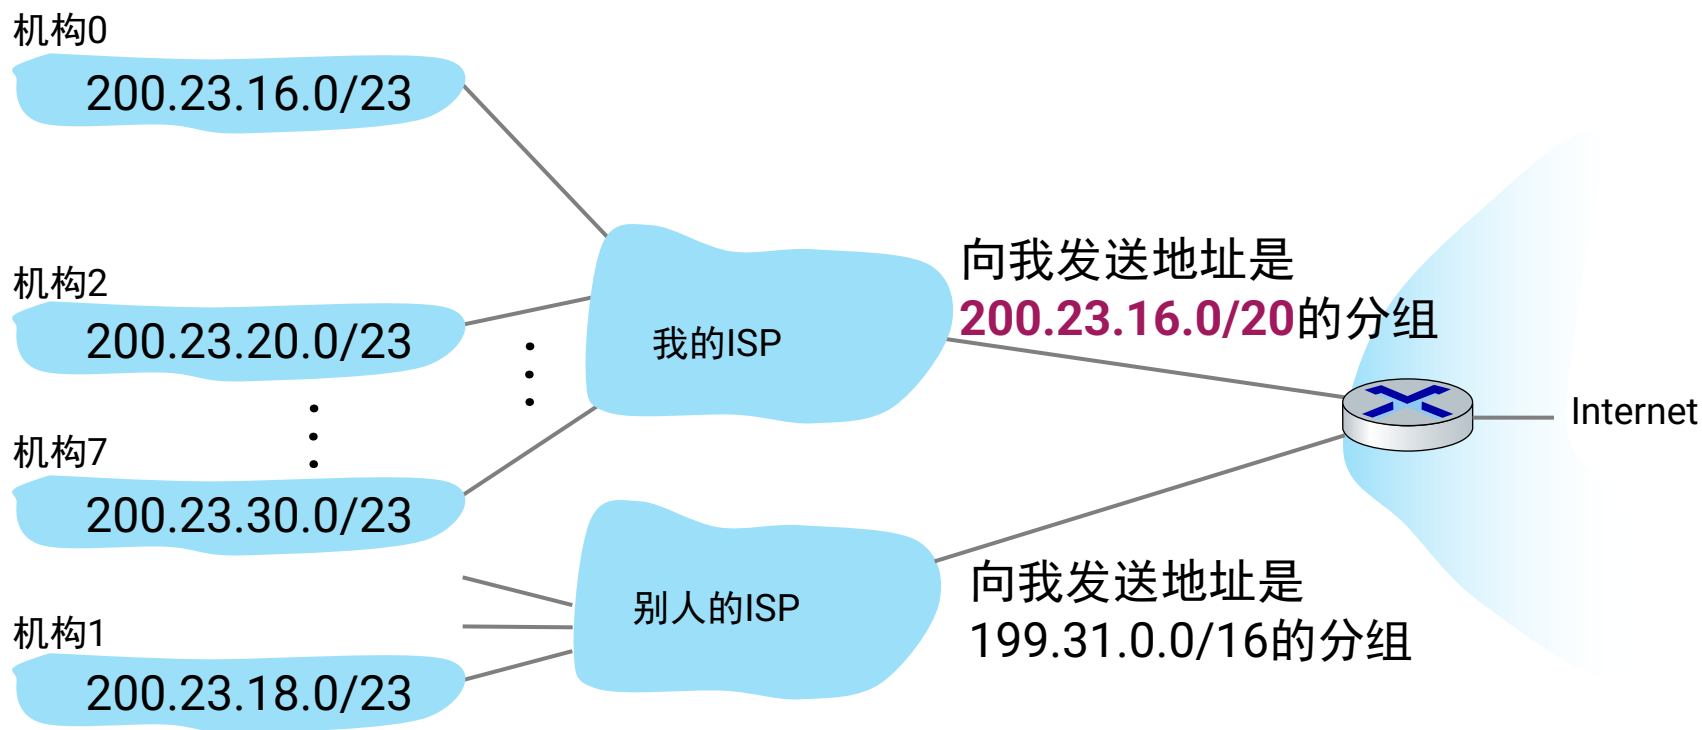 机构0
200.23.16.0/23
机构2
200.23.20.0/23
机构7
200.23.30.0/23
机构1
200.23.18.0/23
我的ISP
别人的ISP
向我发送地址是
200.23.16.0/20的分组
向我发送地址是
199.31.0.0/16的分组
Internet